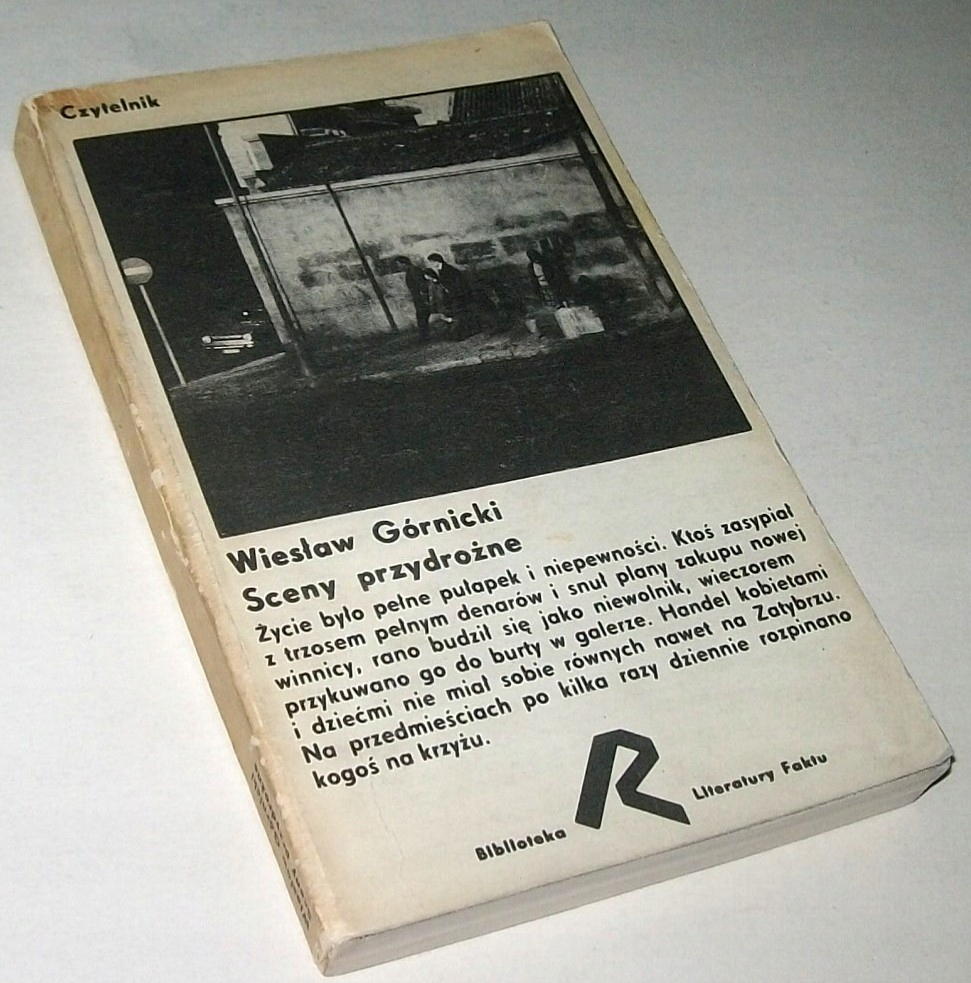 Czytelnik
Wiesław Górnicki
Sceny przydrożne
Życie było pełne pułapek i niepewności. Ktoś zasypiał
z trzosem pełnym denarów i snuł plany zakupu nowej
winnicy, rano budził się jako niewolnik, wieczorem
przykuwano go do burty w galerze. Handel kobietami
i dziećmi nie miał sobie równych nawet na Zatybrzu.
Na przedmieściach po kilka razy dziennie rozpinano
kogoś na krzyżu.
Biblioteka R Literatury Faktu